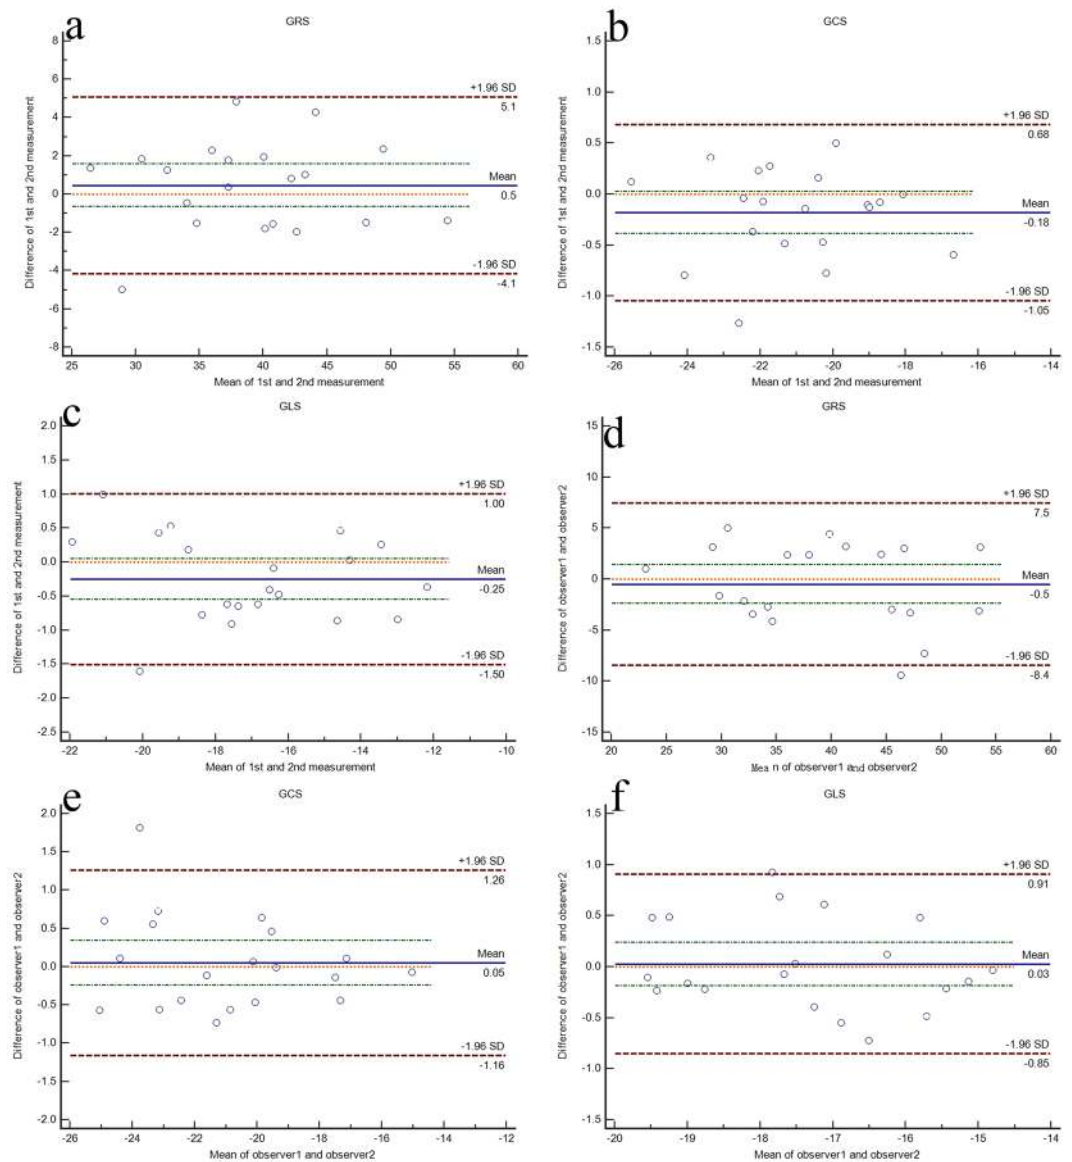 a
GRS
8
6
4
2
0
-2
-4
-6
-8
Difference of 1st and 2nd measurement
+1.96 SD
5.1
Mean
0.5
-1.96 SD
-4.1
25 30 35 40 45 50 55 60
Mean of 1st and 2nd measurement
b
GCS
1.5
1.0
0.5
0.0
-0.5
-1.0
-1.5
Difference of 1st and 2nd measurement
+1.96 SD
0.68
Mean
-0.18
-1.96 SD
-1.05
-26 -24 -22 -20 -18 -16 -14
Mean of 1st and 2nd measurement
c
GLS
2.0
1.5
1.0
0.5
0.0
-0.5
-1.0
-1.5
-2.0
-2.5
Difference of 1st and 2nd measurement
+1.96 SD
1.00
Mean
-0.25
-1.96 SD
-1.50
-22 -20 -18 -16 -14 -12 -10
Mean of 1st and 2nd measurement
d
GRS
15
10
5
0
-5
-10
-15
Difference of observer1 and observer2
+1.96 SD
7.5
Mean
-0.5
-1.96 SD
-8.4
20 25 30 35 40 45 50 55 60
Mean of observer1 and observer2
e
GCS
2.0
1.5
1.0
0.5
0.0
-0.5
-1.0
-1.5
-2.0
Difference of observer1 and observer2
+1.96 SD
1.26
Mean
0.05
-1.96 SD
-1.16
-26 -24 -22 -20 -18 -16 -14 -12
Mean of observer1 and observer2
f
GLS
1.5
1.0
0.5
0.0
-0.5
-1.0
-1.5
Difference of observer1 and observer2
+1.96 SD
0.91
Mean
0.03
-1.96 SD
-0.85
-20 -19 -18 -17 -16 -15 -14
Mean of observer1 and observer2